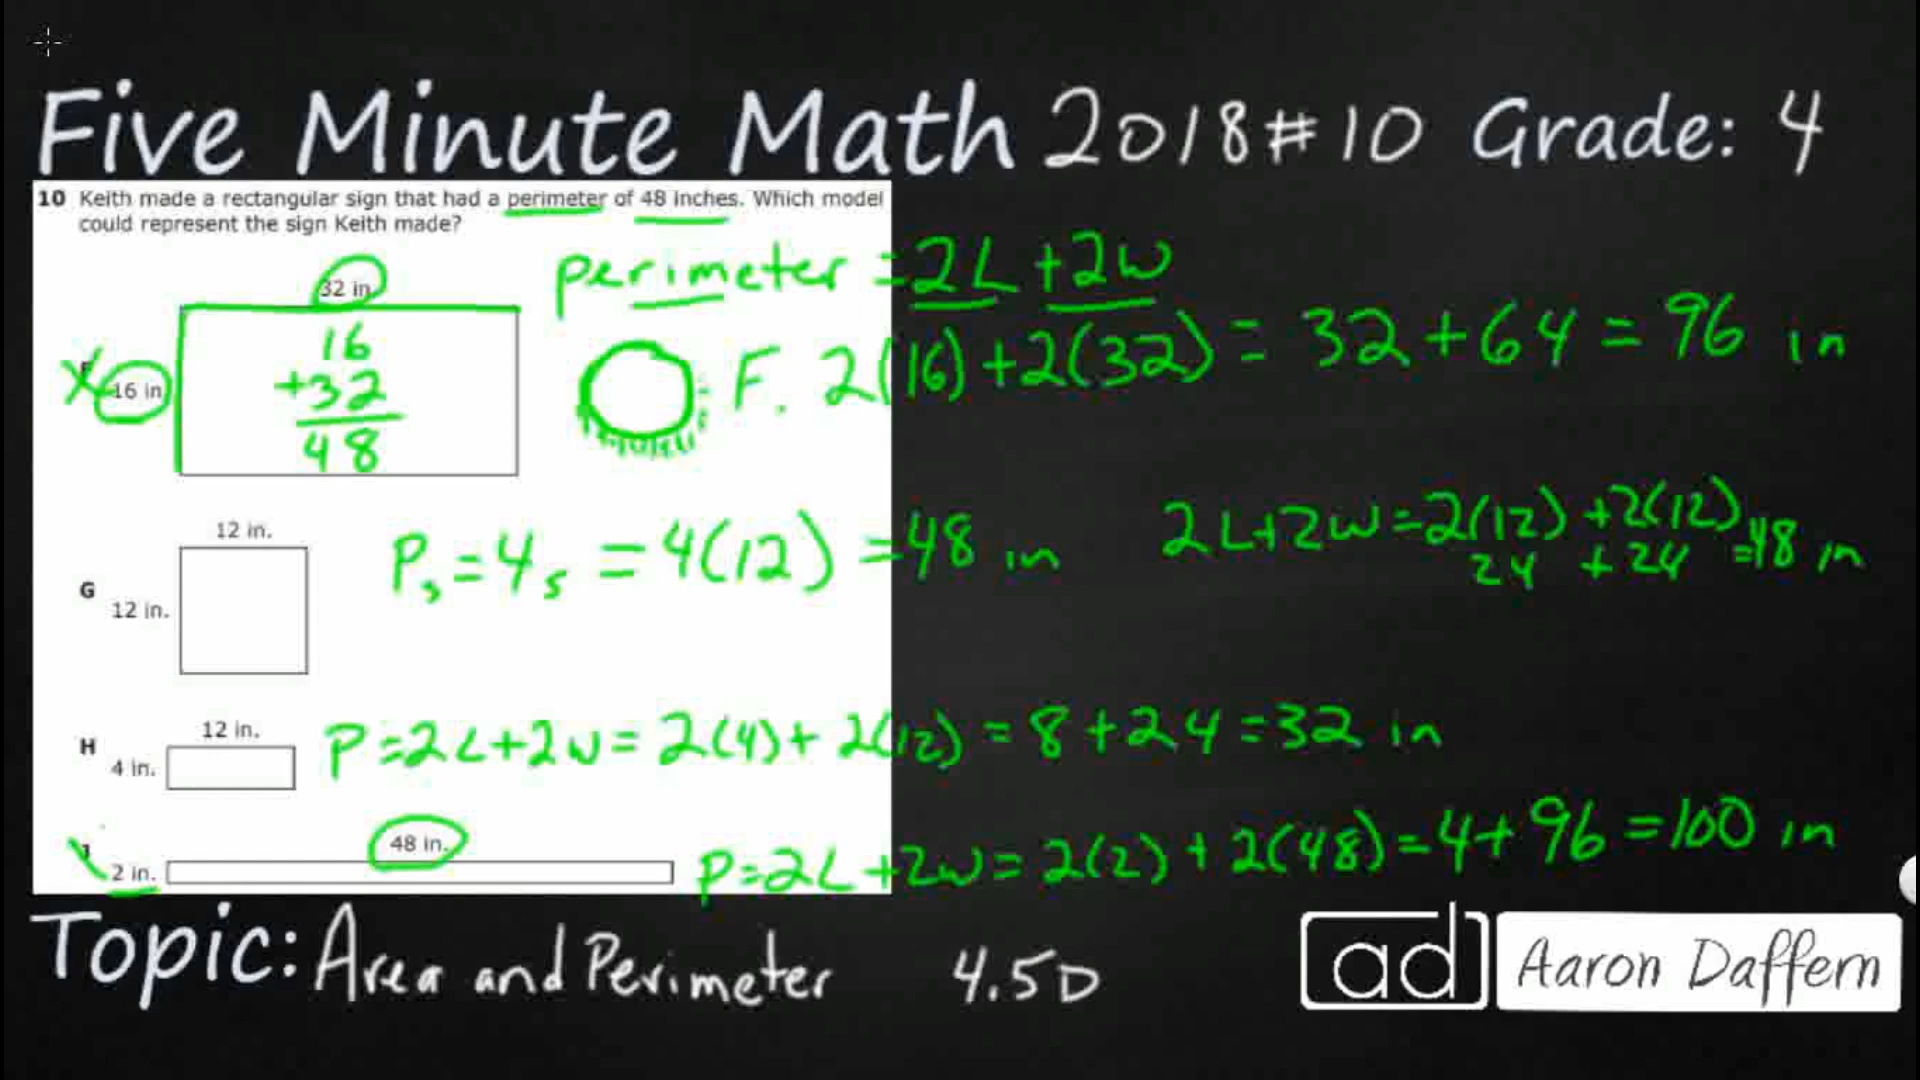 Five Minute Math 2018 #10 Grade: 4
10 Keith made a rectangular sign that had a perimeter of 48 inches. Which model
could represent the sign Keith made?
perimeter = 2L + 2W
32 in.
16 in.
16
+32
48
F. 2(16) + 2(32) = 32 + 64 = 96 in
12 in.
G
12 in.
Ps = 4s = 4(12) = 48 in
2L + 2W = 2(12) + 2(12)
24 + 24 = 48 in
12 in.
H
4 in.
P = 2L + 2W = 2(4) + 2(12) = 8 + 24 = 32 in
48 in.
2 in.
P = 2L + 2W = 2(2) + 2(48) = 4 + 96 = 100 in
Topic: Area and Perimeter 4.5D
ad Aaron Daffern